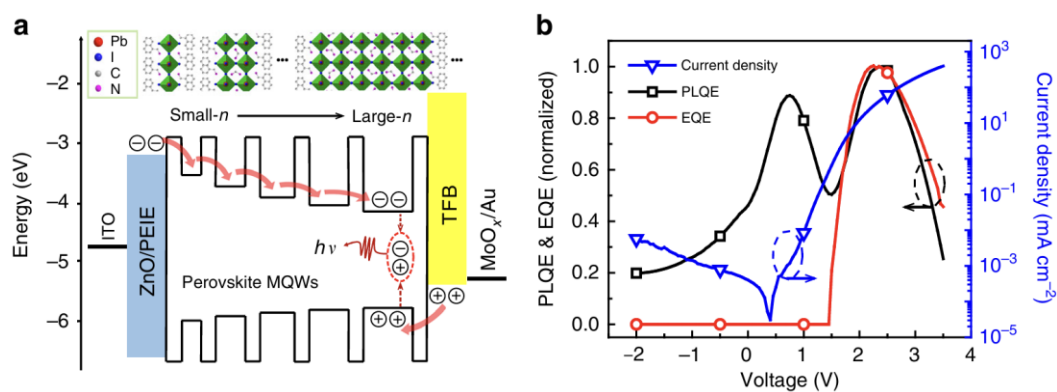 a
Pb
I
C
N
Small-n
Large-n
Energy (eV)
−2
−3
−4
−5
−6
ITO
ZnO/PEIE
Perovskite MQWs
hν
TFB
MoOₓ/Au
b
PLQE & EQE (normalized)
1.0
0.8
0.6
0.4
0.2
0.0
Current density
PLQE
EQE
−2
−1
0
1
2
3
4
Voltage (V)
10³
10¹
10⁻¹
10⁻³
10⁻⁵
Current density (mA cm⁻²)